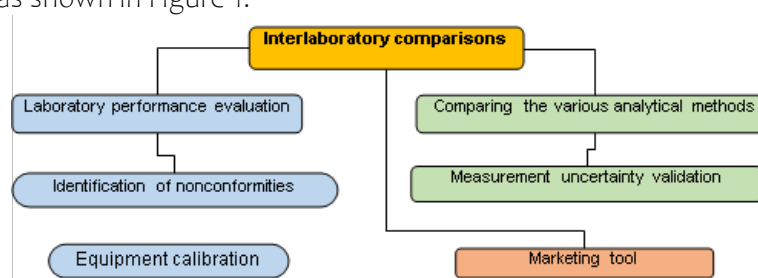 as shown in Figure 1.
Interlaboratory comparisons
Laboratory performance evaluation
Comparing the various analytical methods
Identification of nonconformities
Measurement uncertainty validation
Equipment calibration
Marketing tool